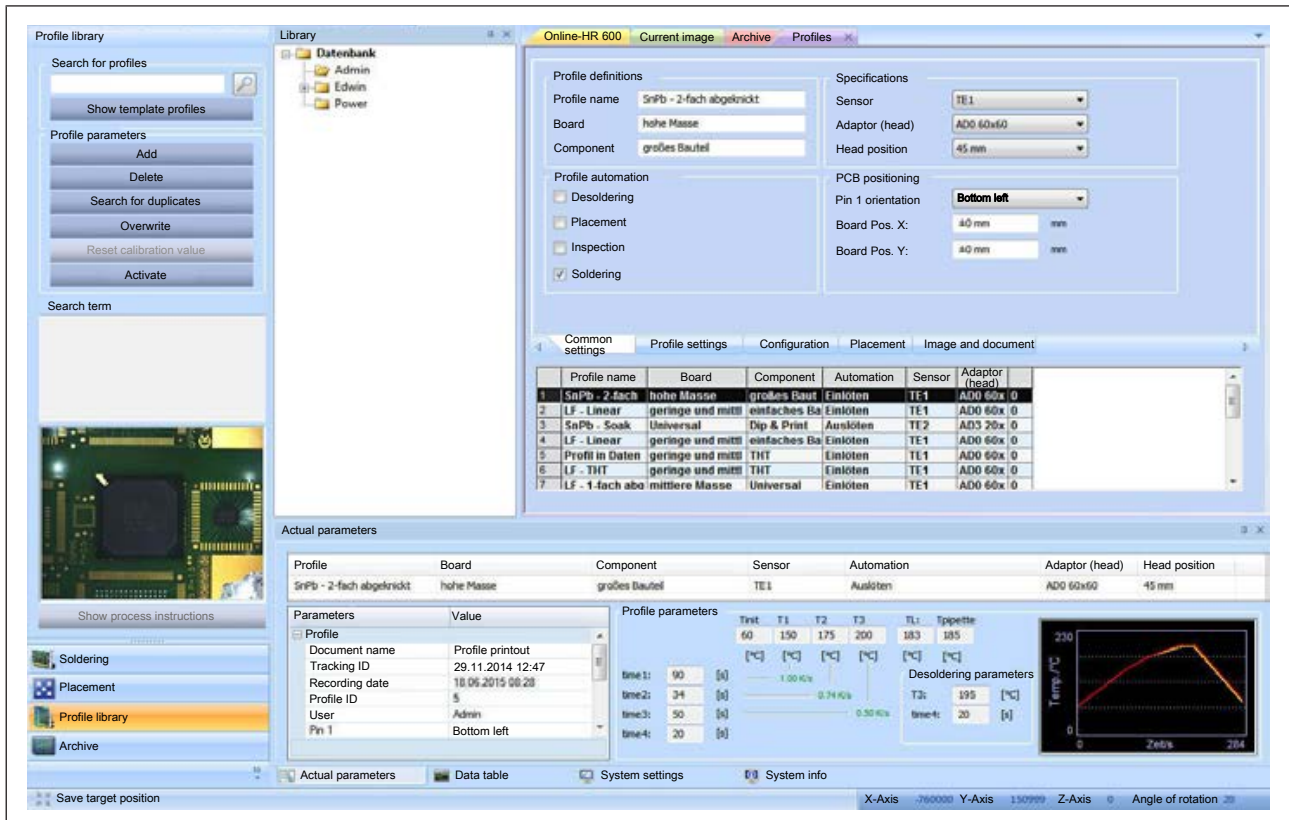 Profile library
Search for profiles
Show template profiles
Profile parameters
Add
Delete
Search for duplicates
Overwrite
Reset calibration value
Activate
Search term
Show process instructions
Soldering
Placement
Profile library
Archive
Save target position
Library
Datenbank
Admin
Edwin
Power
Online-HR 600 Current image Archive Profiles
Profile definitions
Profile name SnPb - 2-fach abgeknickt
Board hohe Masse
Component großes Bauteil
Specifications
Sensor TE1
Adaptor (head) AD0 60x60
Head position 45 mm
Profile automation
Desoldering
Placement
Inspection
Soldering
PCB positioning
Pin 1 orientation Bottom left
Board Pos. X: 40 mm mm
Board Pos. Y: 40 mm mm
Common settings Profile settings Configuration Placement Image and document
Profile name Board Component Automation Sensor Adaptor (head)
1 SnPb - 2-fach hohe Masse großes Baut Einlöten TE1 AD0 60x 0
2 LF - Linear geringe und mittl einfaches Ba Einlöten TE1 AD0 60x 0
3 SnPb - Soak Universal Dip & Print Auslöten TE2 AD3 20x 0
4 LF - Linear geringe und mittl einfaches Ba Einlöten TE1 AD0 60x 0
5 Profil in Daten geringe und mittl THT Einlöten TE1 AD0 60x 0
6 LF - THT geringe und mittl THT Einlöten TE1 AD0 60x 0
7 LF - 1-fach abg mittlere Masse Universal Einlöten TE1 AD0 60x 0
Actual parameters
Profile Board Component Sensor Automation Adaptor (head) Head position
SnPb - 2-fach abgeknickt hohe Masse großes Bauteil TE1 Auslöten AD0 60x60 45 mm
Parameters Value
Profile
Document name Profile printout
Tracking ID 29.11.2014 12:47
Recording date 18.06.2015 08:28
Profile ID 5
User Admin
Pin 1 Bottom left
Profile parameters
Tinit T1 T2 T3 TL: Tpipette
60 150 175 200 183 185
[°C] [°C] [°C] [°C] [°C] [°C]
time1: 90 [s] 1.00 K/s
time2: 34 [s] 0.74 K/s
time3: 50 [s] 0.50 K/s
time4: 20 [s]
Desoldering parameters
T3: 195 [°C]
time4: 20 [s]
230
Temp./°C
0
0 Zeit/s 284
Actual parameters Data table System settings System info
X-Axis -760000 Y-Axis 150999 Z-Axis 0 Angle of rotation